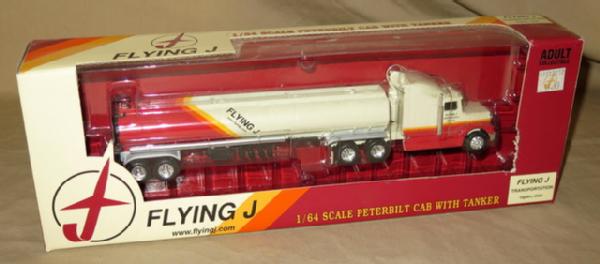 FLYING J
1/64 SCALE PETERBILT CAB WITH TANKER
ADULT
COLLECTIBLE
FLYING J
FLYING J
www.flyingj.com
1/64 SCALE PETERBILT CAB WITH TANKER
FLYING J
TRANSPORTATION